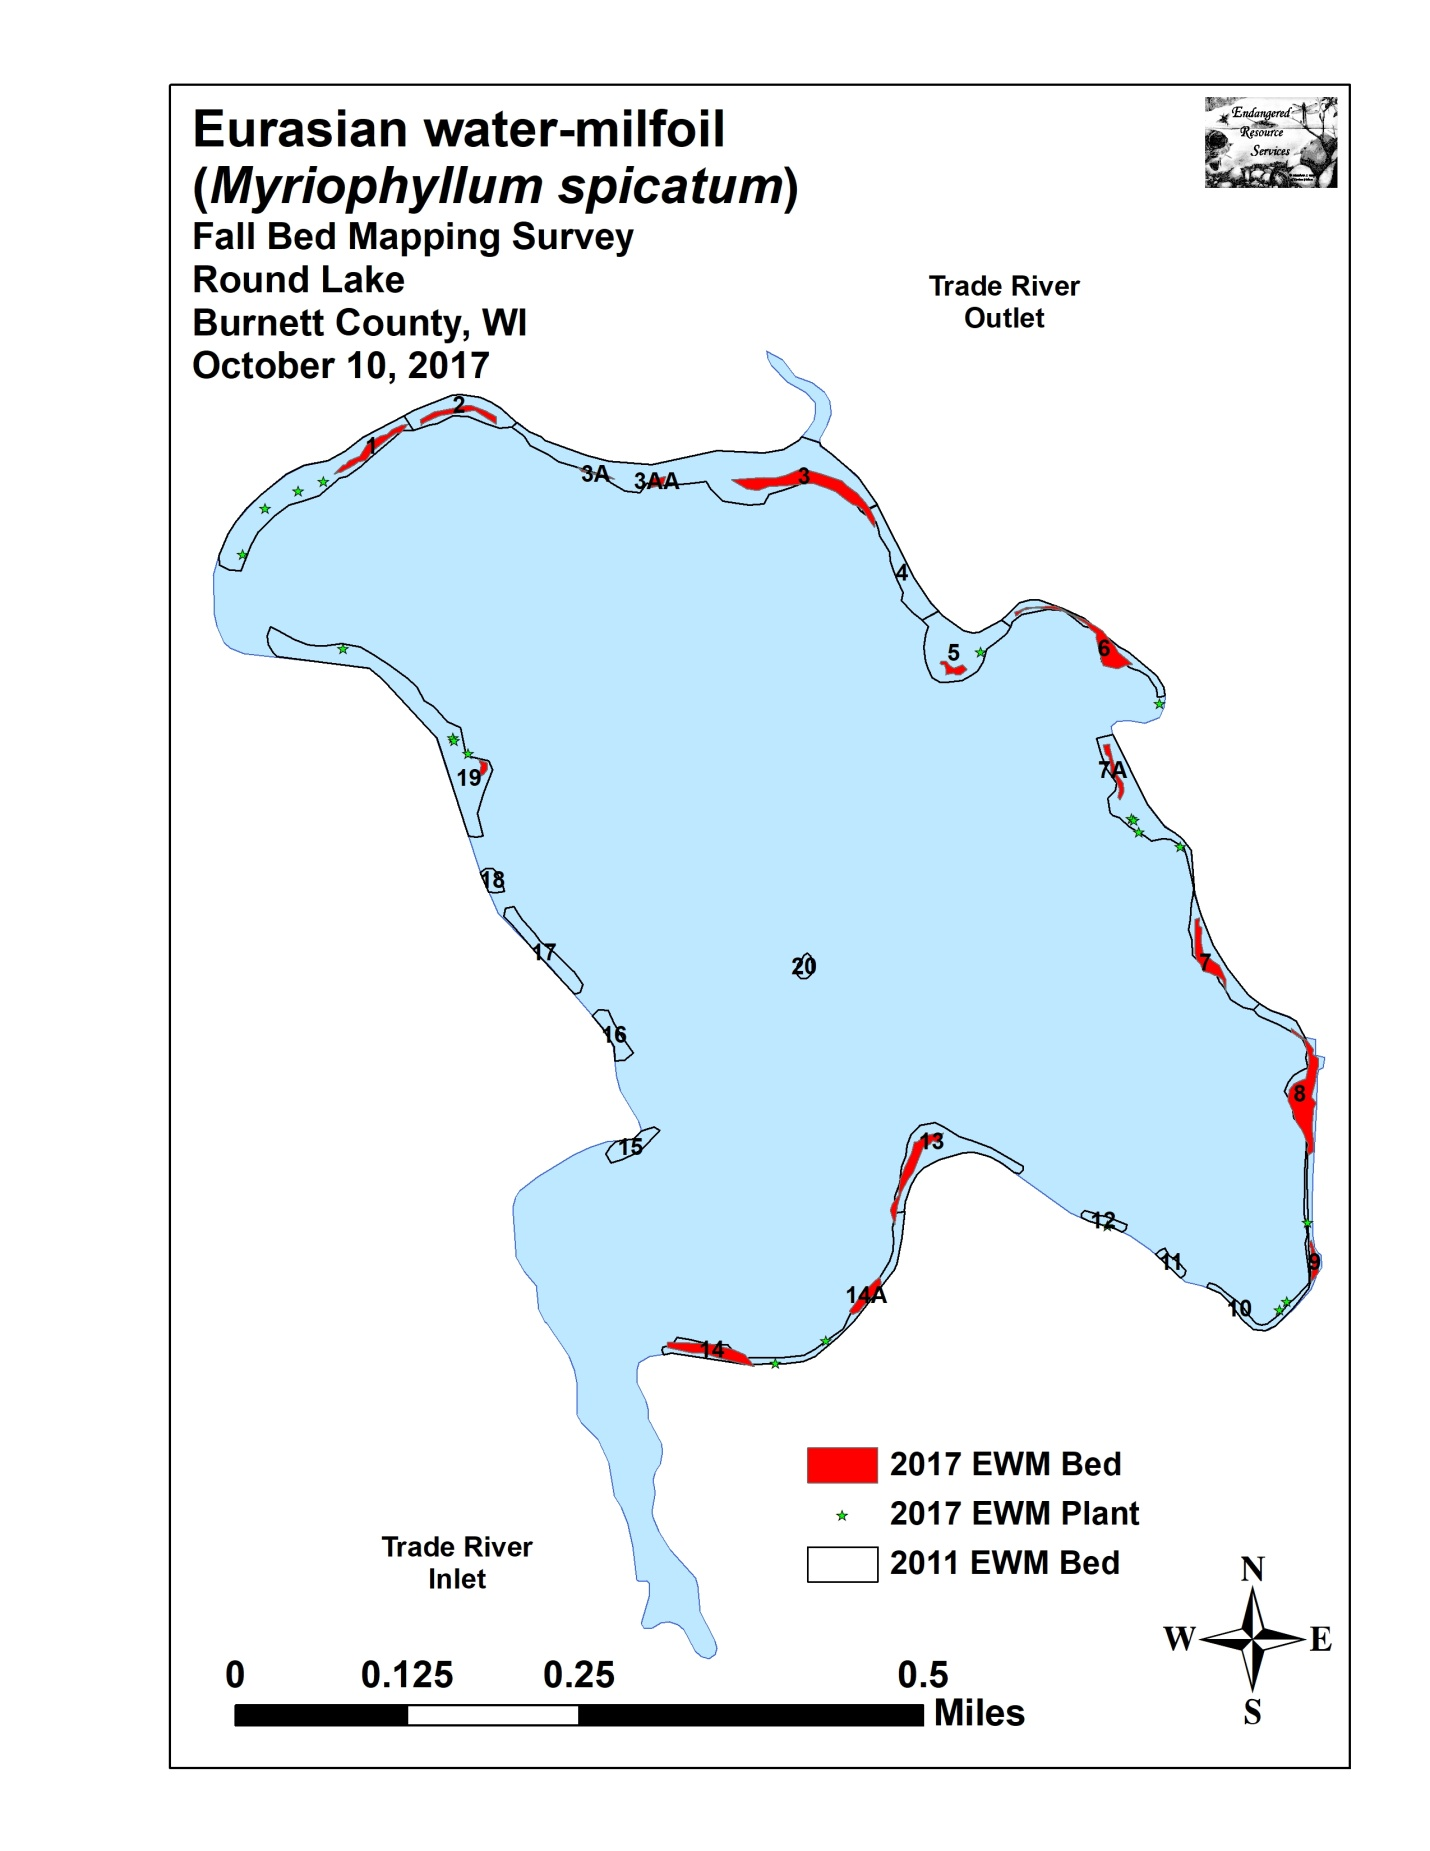 Eurasian water-milfoil
(Myriophyllum spicatum)
Fall Bed Mapping Survey
Round Lake
Burnett County, WI
October 10, 2017
Endangered
Resource
Services
Trade River
Outlet
2
1
3A
3AA
3
4
5
6
7A
19
18
17
20
7
16
8
13
15
12
11
9
14A
10
14
2017 EWM Bed
2017 EWM Plant
2011 EWM Bed
Trade River
Inlet
N
W
E
S
0
0.125
0.25
0.5
Miles